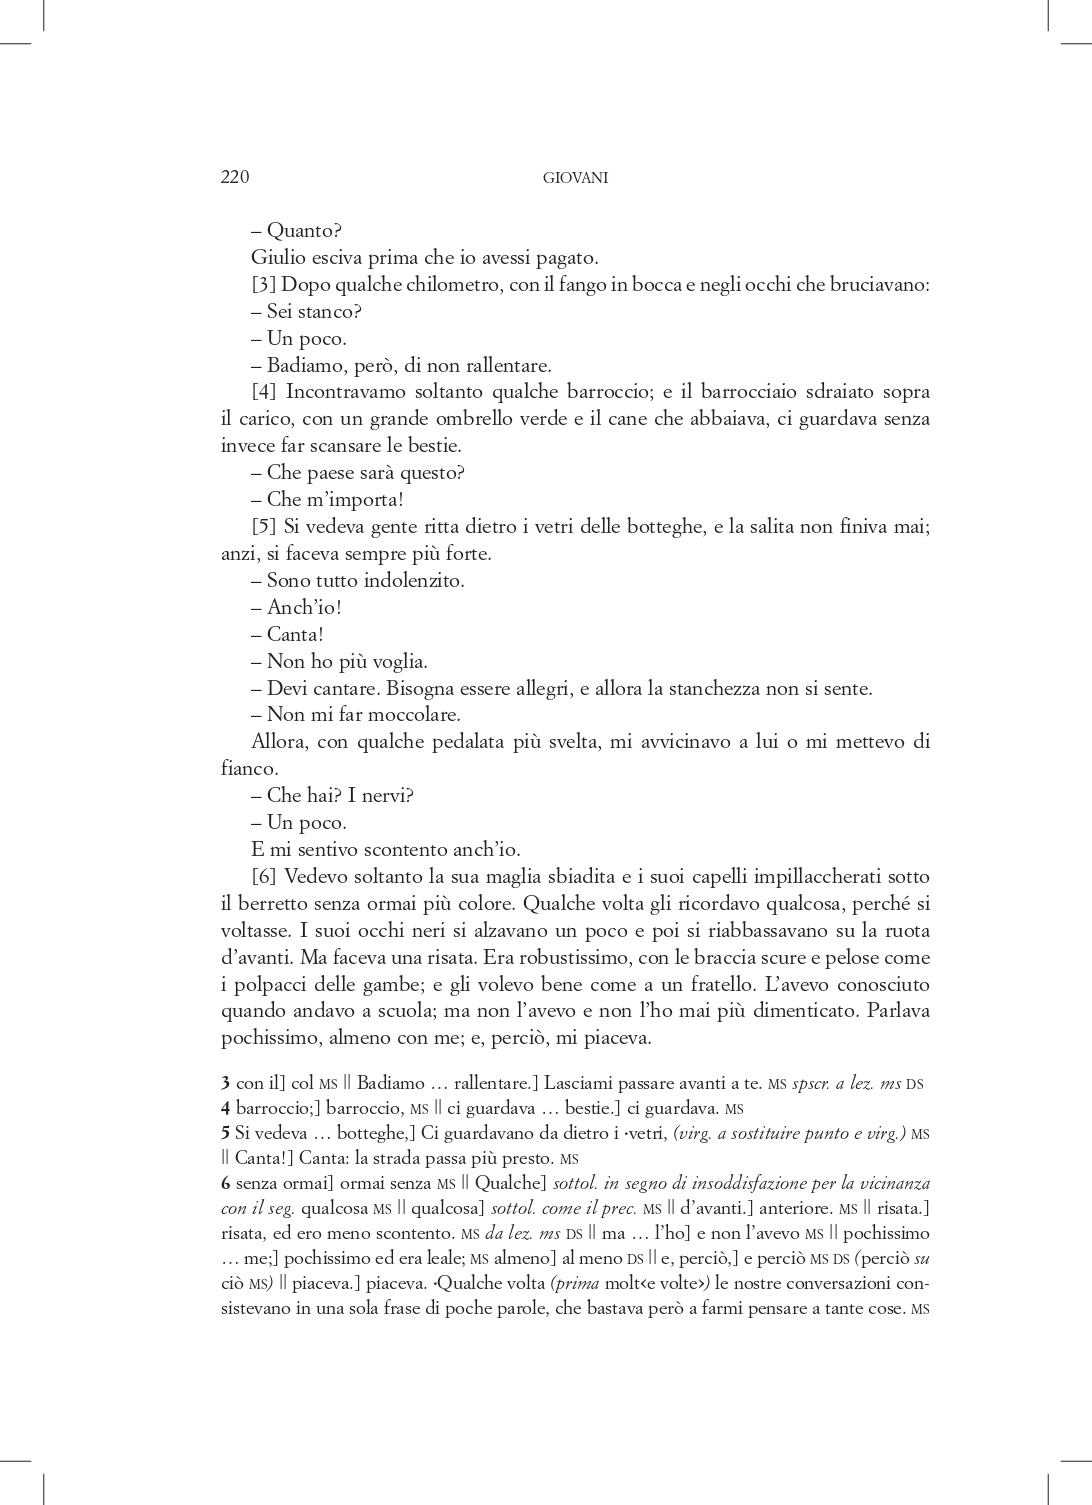 220
GIOVANI
– Quanto?
Giulio esciva prima che io avessi pagato.
[3] Dopo qualche chilometro, con il fango in bocca e negli occhi che bruciavano:
– Sei stanco?
– Un poco.
– Badiamo, però, di non rallentare.
[4] Incontravamo soltanto qualche barroccio; e il barrocciaio sdraiato sopra
il carico, con un grande ombrello verde e il cane che abbaiava, ci guardava senza
invece far scansare le bestie.
– Che paese sarà questo?
– Che m’importa!
[5] Si vedeva gente ritta dietro i vetri delle botteghe, e la salita non finiva mai;
anzi, si faceva sempre più forte.
– Sono tutto indolenzito.
– Anch’io!
– Canta!
– Non ho più voglia.
– Devi cantare. Bisogna essere allegri, e allora la stanchezza non si sente.
– Non mi far moccolare.
Allora, con qualche pedalata più svelta, mi avvicinavo a lui o mi mettevo di
fianco.
– Che hai? I nervi?
– Un poco.
E mi sentivo scontento anch’io.
[6] Vedevo soltanto la sua maglia sbiadita e i suoi capelli impillaccherati sotto
il berretto senza ormai più colore. Qualche volta gli ricordavo qualcosa, perché si
voltasse. I suoi occhi neri si alzavano un poco e poi si riabbassavano su la ruota
d’avanti. Ma faceva una risata. Era robustissimo, con le braccia scure e pelose come
i polpacci delle gambe; e gli volevo bene come a un fratello. L’avevo conosciuto
quando andavo a scuola; ma non l’avevo e non l’ho mai più dimenticato. Parlava
pochissimo, almeno con me; e, perciò, mi piaceva.
3 con il] col MS || Badiamo … rallentare.] Lasciami passare avanti a te. MS spscr. a lez. ms DS
4 barroccio;] barroccio, MS || ci guardava … bestie.] ci guardava. MS
5 Si vedeva … botteghe,] Ci guardavano da dietro i ·vetri, (virg. a sostituire punto e virg.) MS
|| Canta!] Canta: la strada passa più presto. MS
6 senza ormai] ormai senza MS || Qualche] sottol. in segno di insoddisfazione per la vicinanza
con il seg. qualcosa MS || qualcosa] sottol. come il prec. MS || d’avanti.] anteriore. MS || risata.]
risata, ed ero meno scontento. MS da lez. ms DS || ma … l’ho] e non l’avevo MS || pochissimo
… me;] pochissimo ed era leale; MS almeno] al meno DS || e, perciò,] e perciò MS DS (perciò su
ciò MS) || piaceva.] piaceva. ·Qualche volta (prima molt‹e volte›) le nostre conversazioni con-
sistevano in una sola frase di poche parole, che bastava però a farmi pensare a tante cose. MS